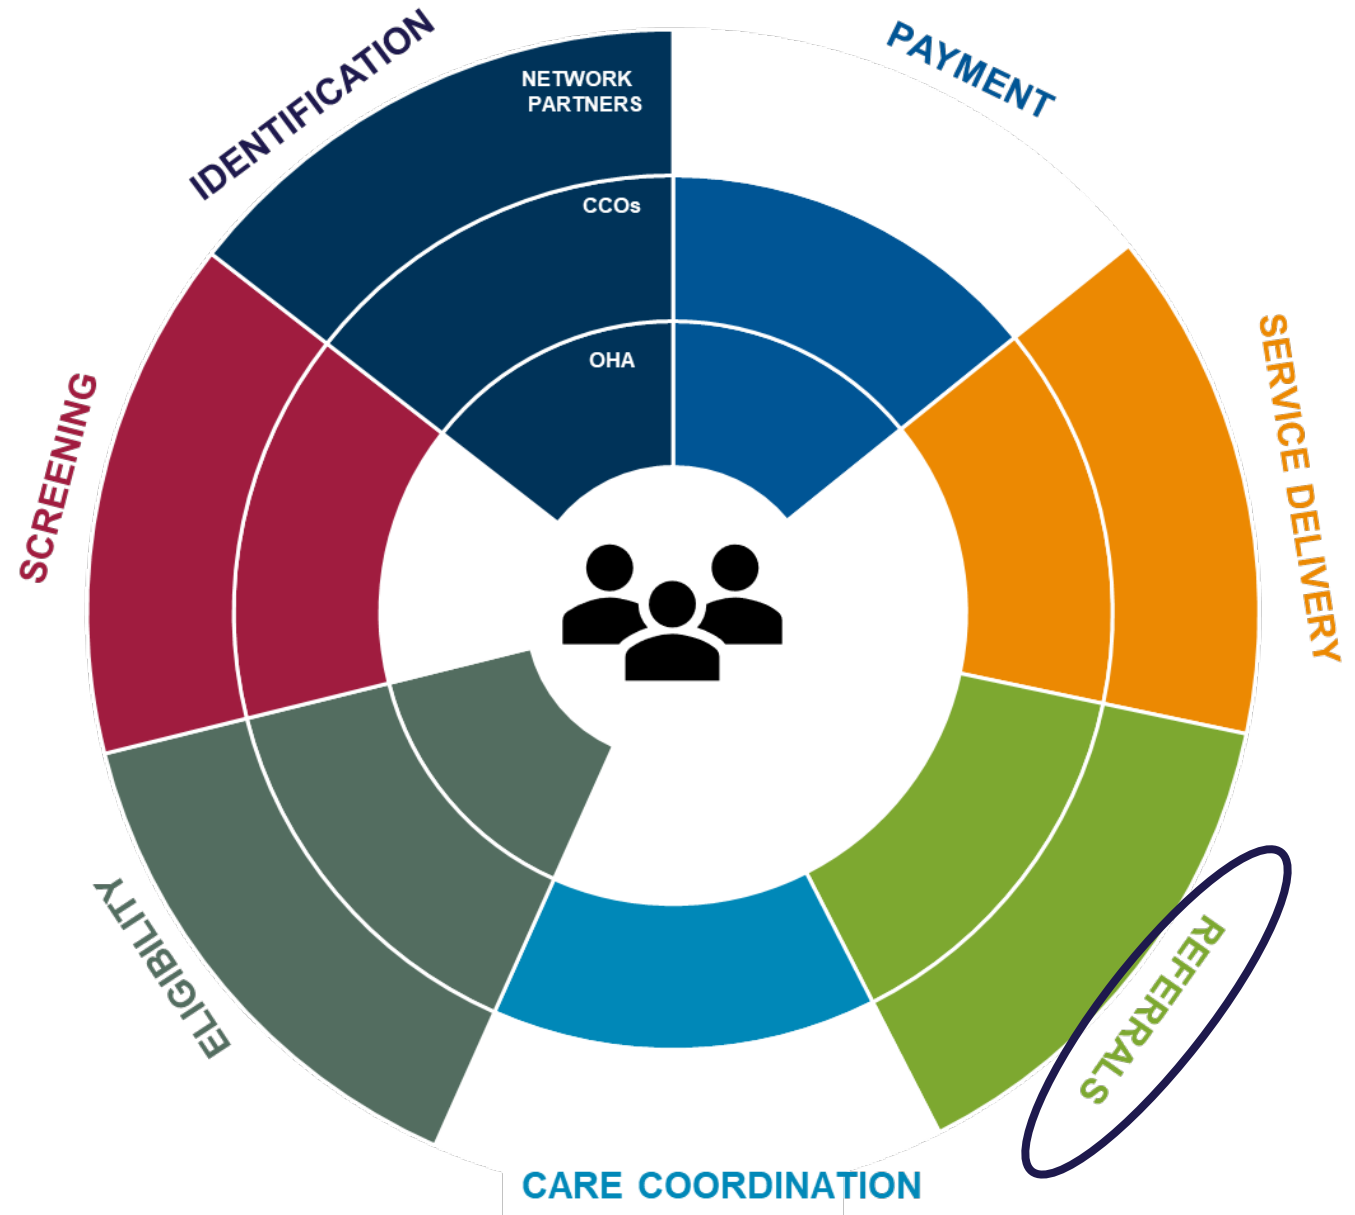 IDENTIFICATION
PAYMENT
NETWORK
PARTNERS
CCOs
OHA
SCREENING
SERVICE DELIVERY
ELIGIBILITY
REFERRALS
CARE COORDINATION